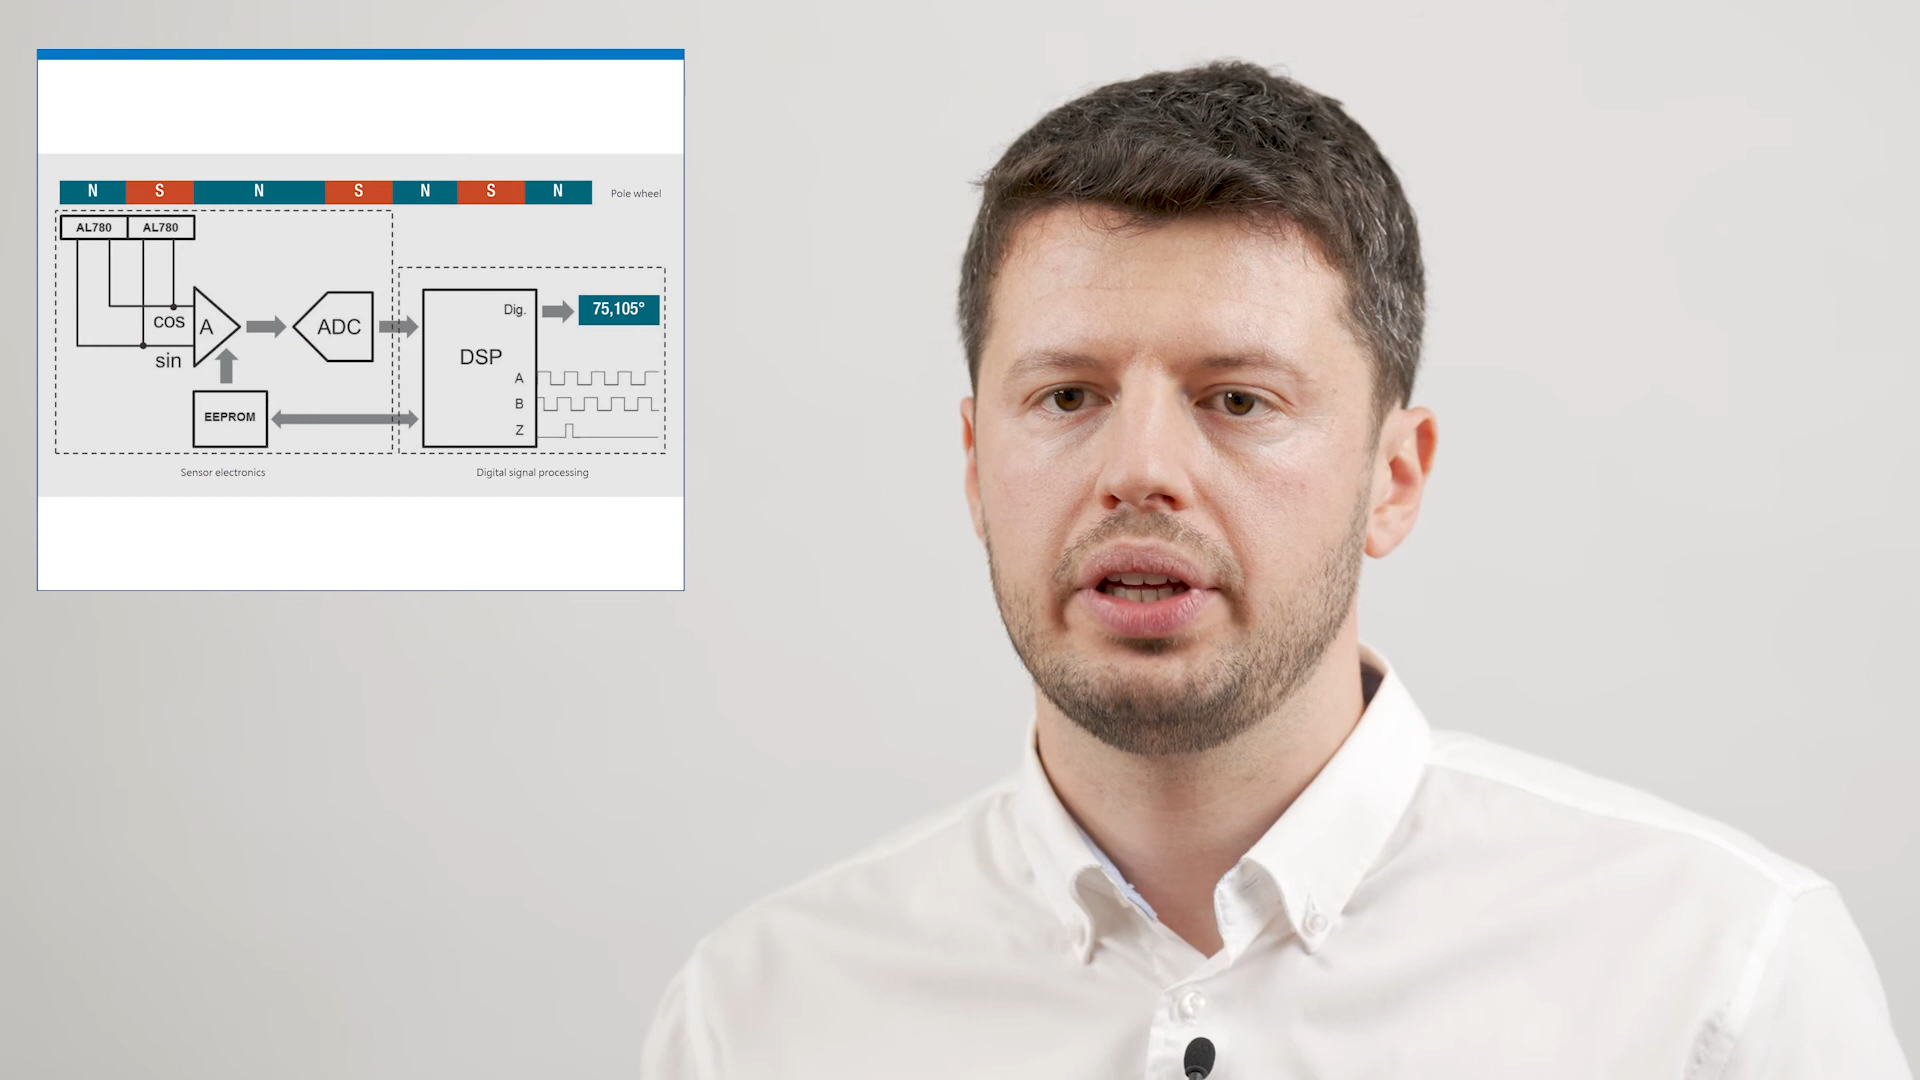 N S N S N S N
Pole wheel
AL780 AL780
Dig. 75,105°
cos A ADC
sin
DSP
A
B
EEPROM
Z
Sensor electronics
Digital signal processing